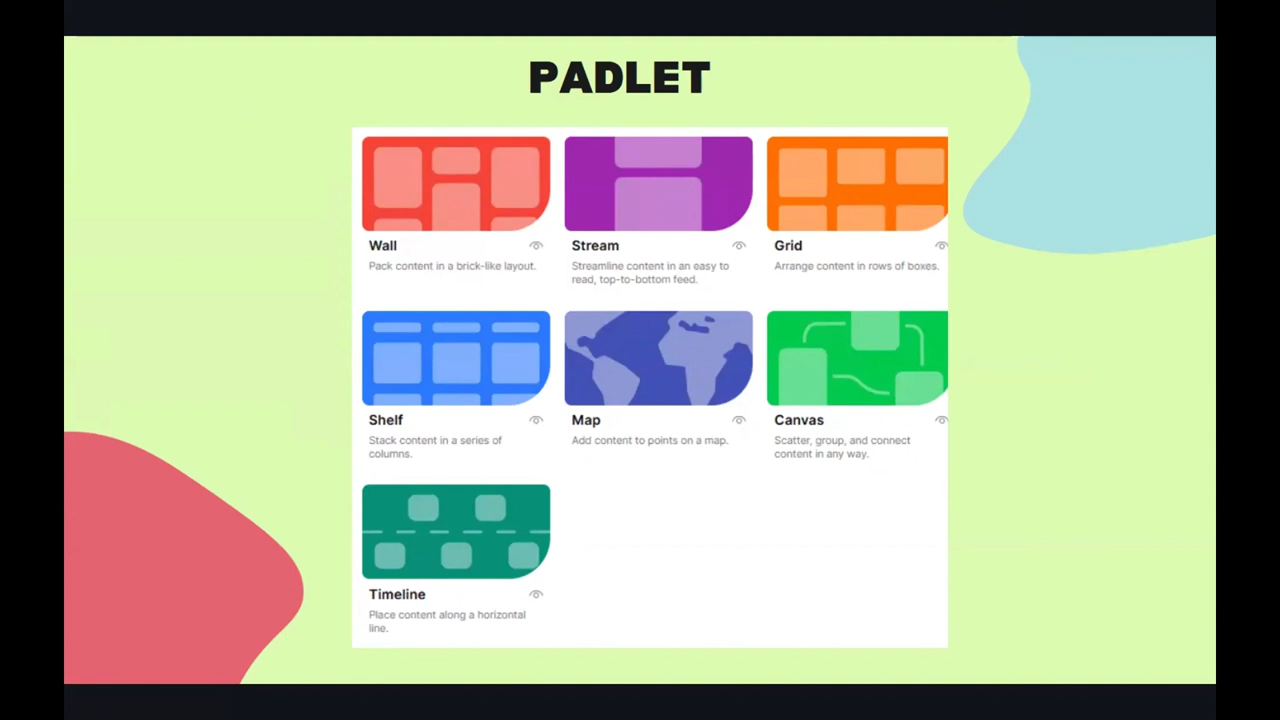 PADLET
Wall
Pack content in a brick-like layout.
Stream
Streamline content in an easy to
read, top-to-bottom feed.
Grid
Arrange content in rows of boxes.
Shelf
Stack content in a series of
columns.
Map
Add content to points on a map.
Canvas
Scatter, group, and connect
content in any way.
Timeline
Place content along a horizontal
line.